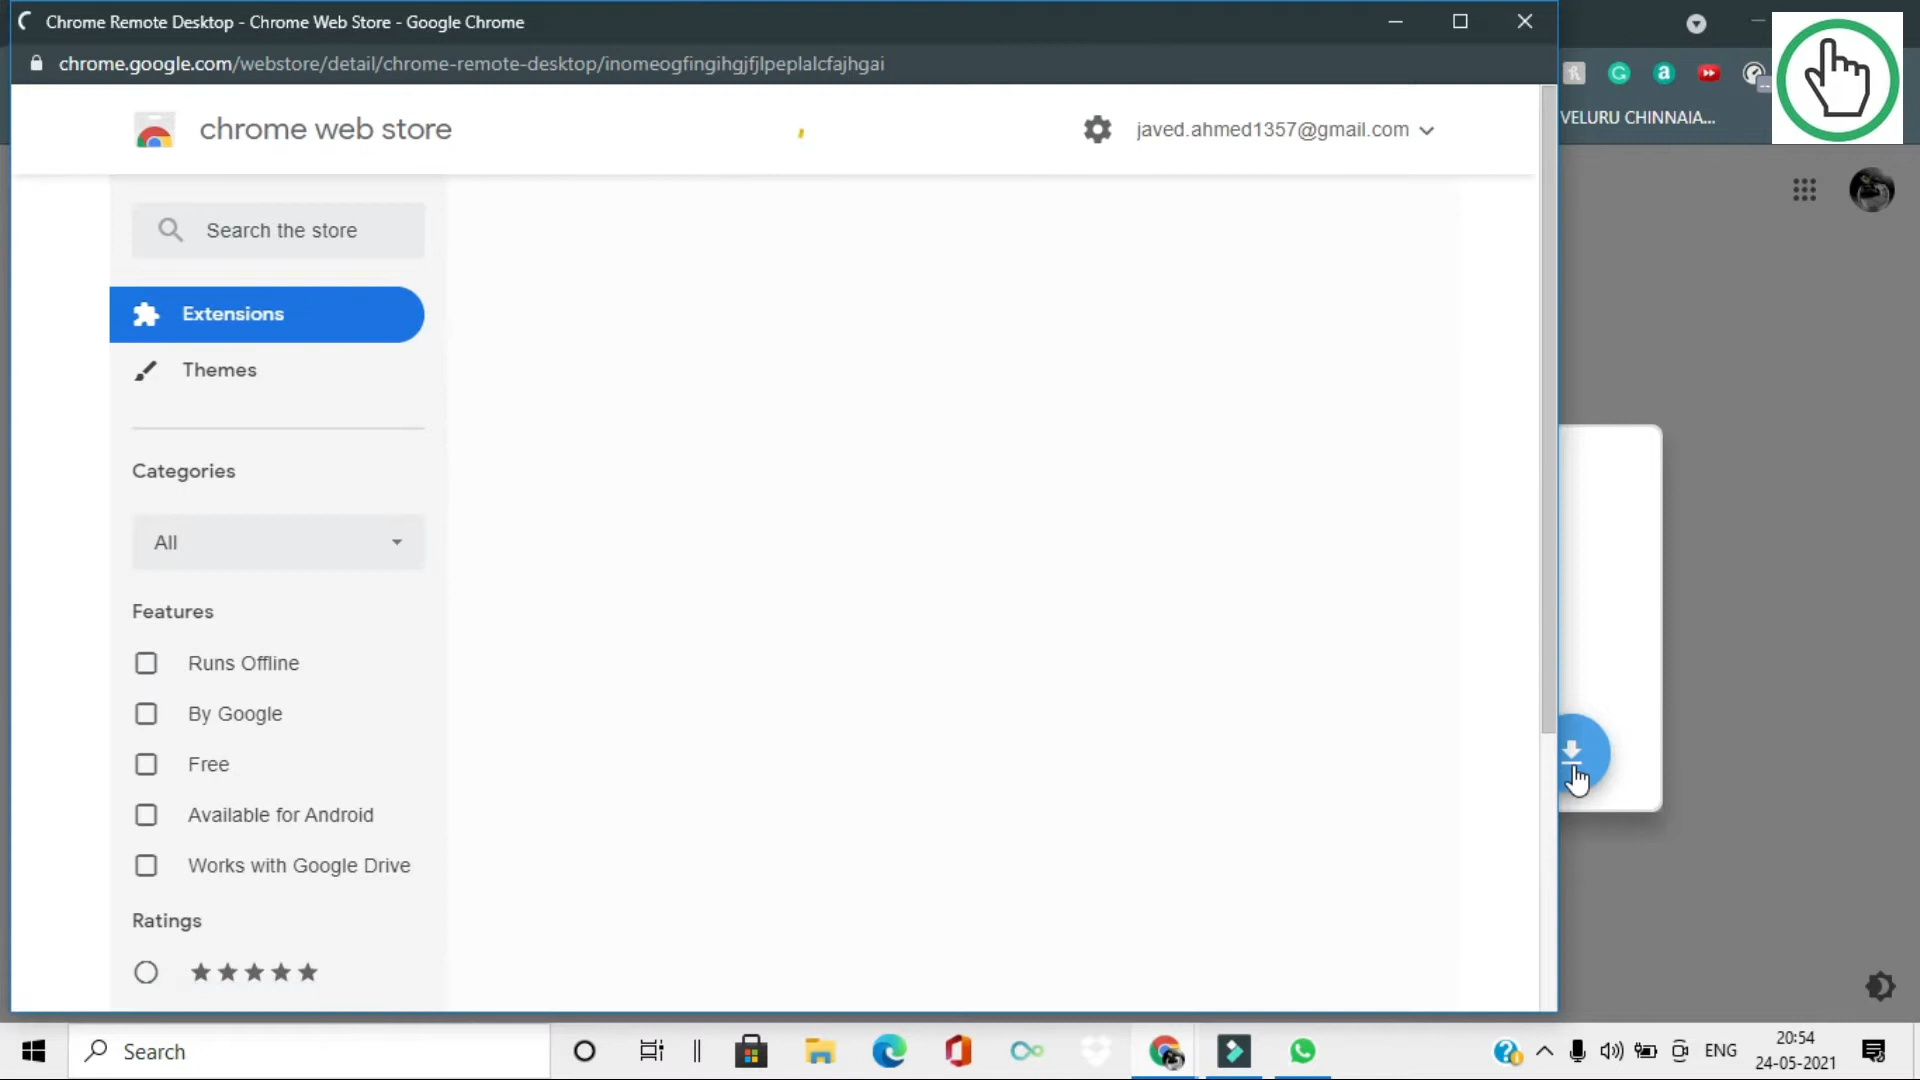 Chrome Remote Desktop - Chrome Web Store - Google Chrome
chrome.google.com/webstore/detail/chrome-remote-desktop/inomeogfingihgjfjlpeplalcfajhgai
VELURU CHINNAIA...
chrome web store
javed.ahmed1357@gmail.com
Search the store
Extensions
Themes
Categories
All
Features
Runs Offline
By Google
Free
Available for Android
Works with Google Drive
Ratings
Search
ENG
20:54
24-05-2021